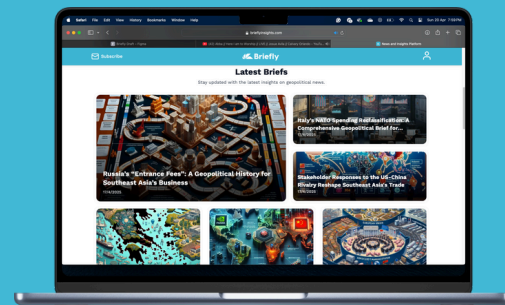 Safari File Edit View History Bookmarks Window Help
Sun 20 Apr 7:59PM
brieflyinsights.com
News and Insights Platform
Subscribe
Briefly
Latest Briefs
Stay updated with the latest insights on geopolitical news.
Russia's "Entrance Fees": A Geopolitical History for
Southeast Asia's Business
Italy's NATO Spending Reclassification: A
Comprehensive Geopolitical Brief for...
Stakeholder Responses to the US-China
Rivalry Reshape Southeast Asia's Trade